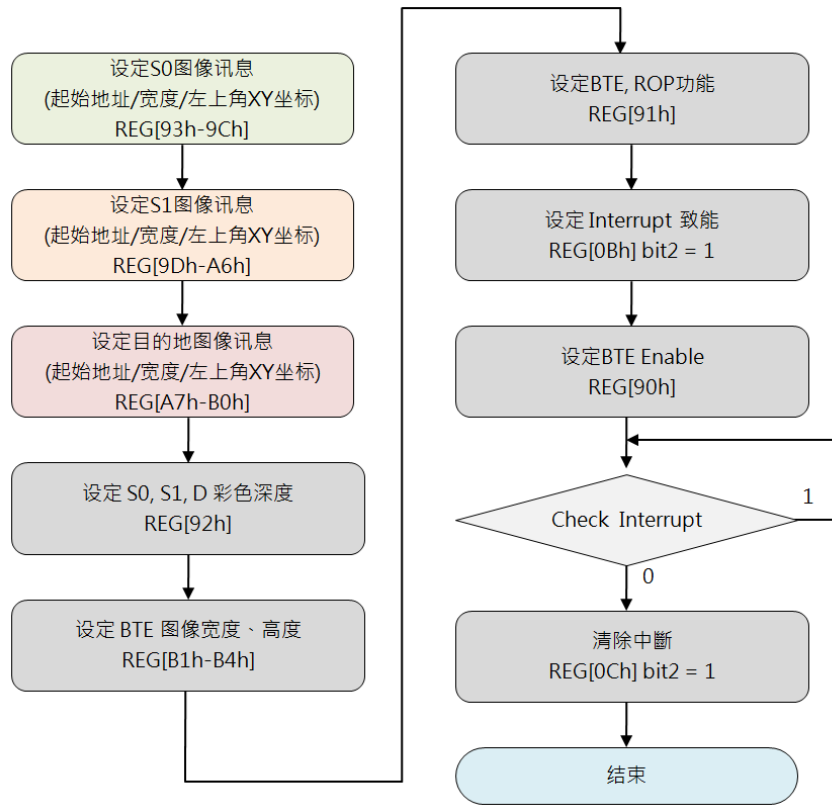 设定S0图像讯息
(起始地址/宽度/左上角XY坐标)
REG[93h-9Ch]
设定S1图像讯息
(起始地址/宽度/左上角XY坐标)
REG[9Dh-A6h]
设定目的地图像讯息
(起始地址/宽度/左上角XY坐标)
REG[A7h-B0h]
设定 S0, S1, D 彩色深度
REG[92h]
设定 BTE 图像宽度、高度
REG[B1h-B4h]
设定BTE, ROP功能
REG[91h]
设定 Interrupt 致能
REG[0Bh] bit2 = 1
设定BTE Enable
REG[90h]
Check Interrupt
1
0
清除中斷
REG[0Ch] bit2 = 1
结束